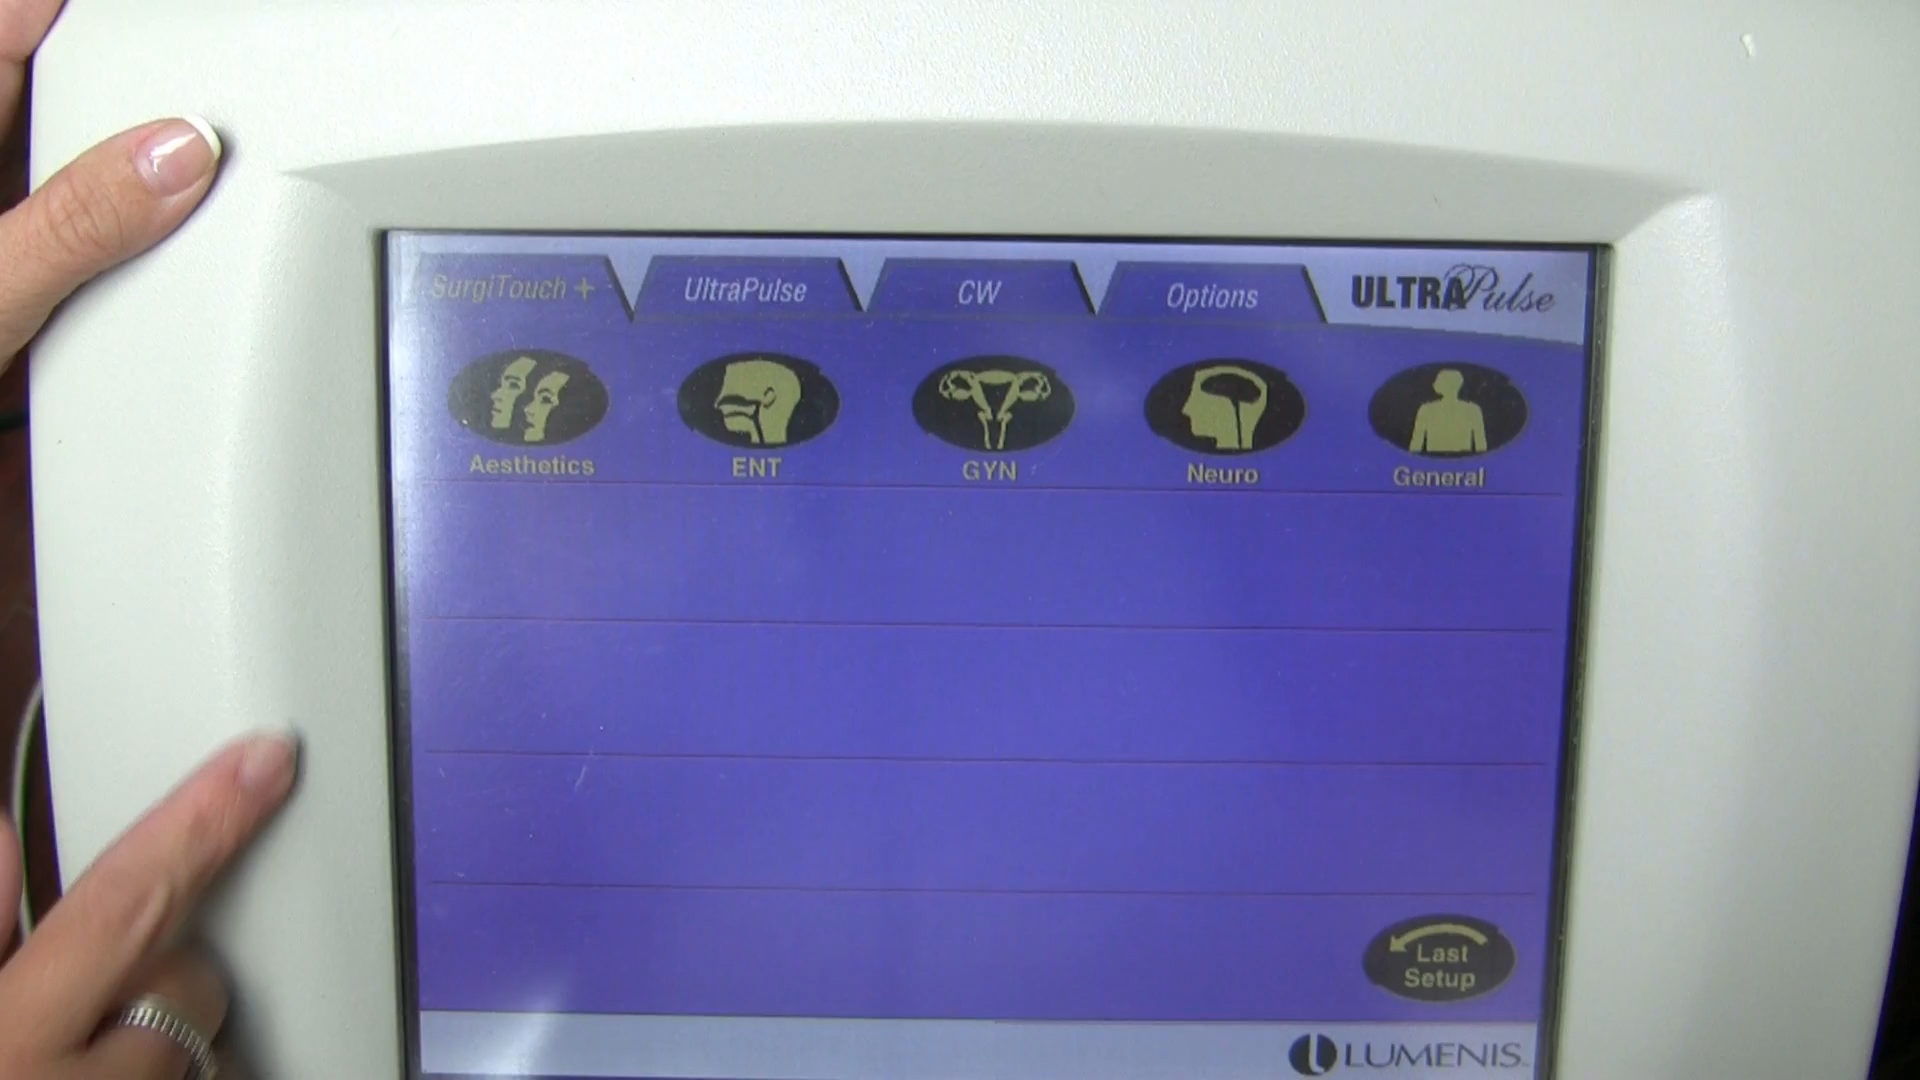 SurgiTouch + UltraPulse CW Options ULTRAPulse
Aesthetics ENT GYN Neuro General
Last
Setup
LUMENIS